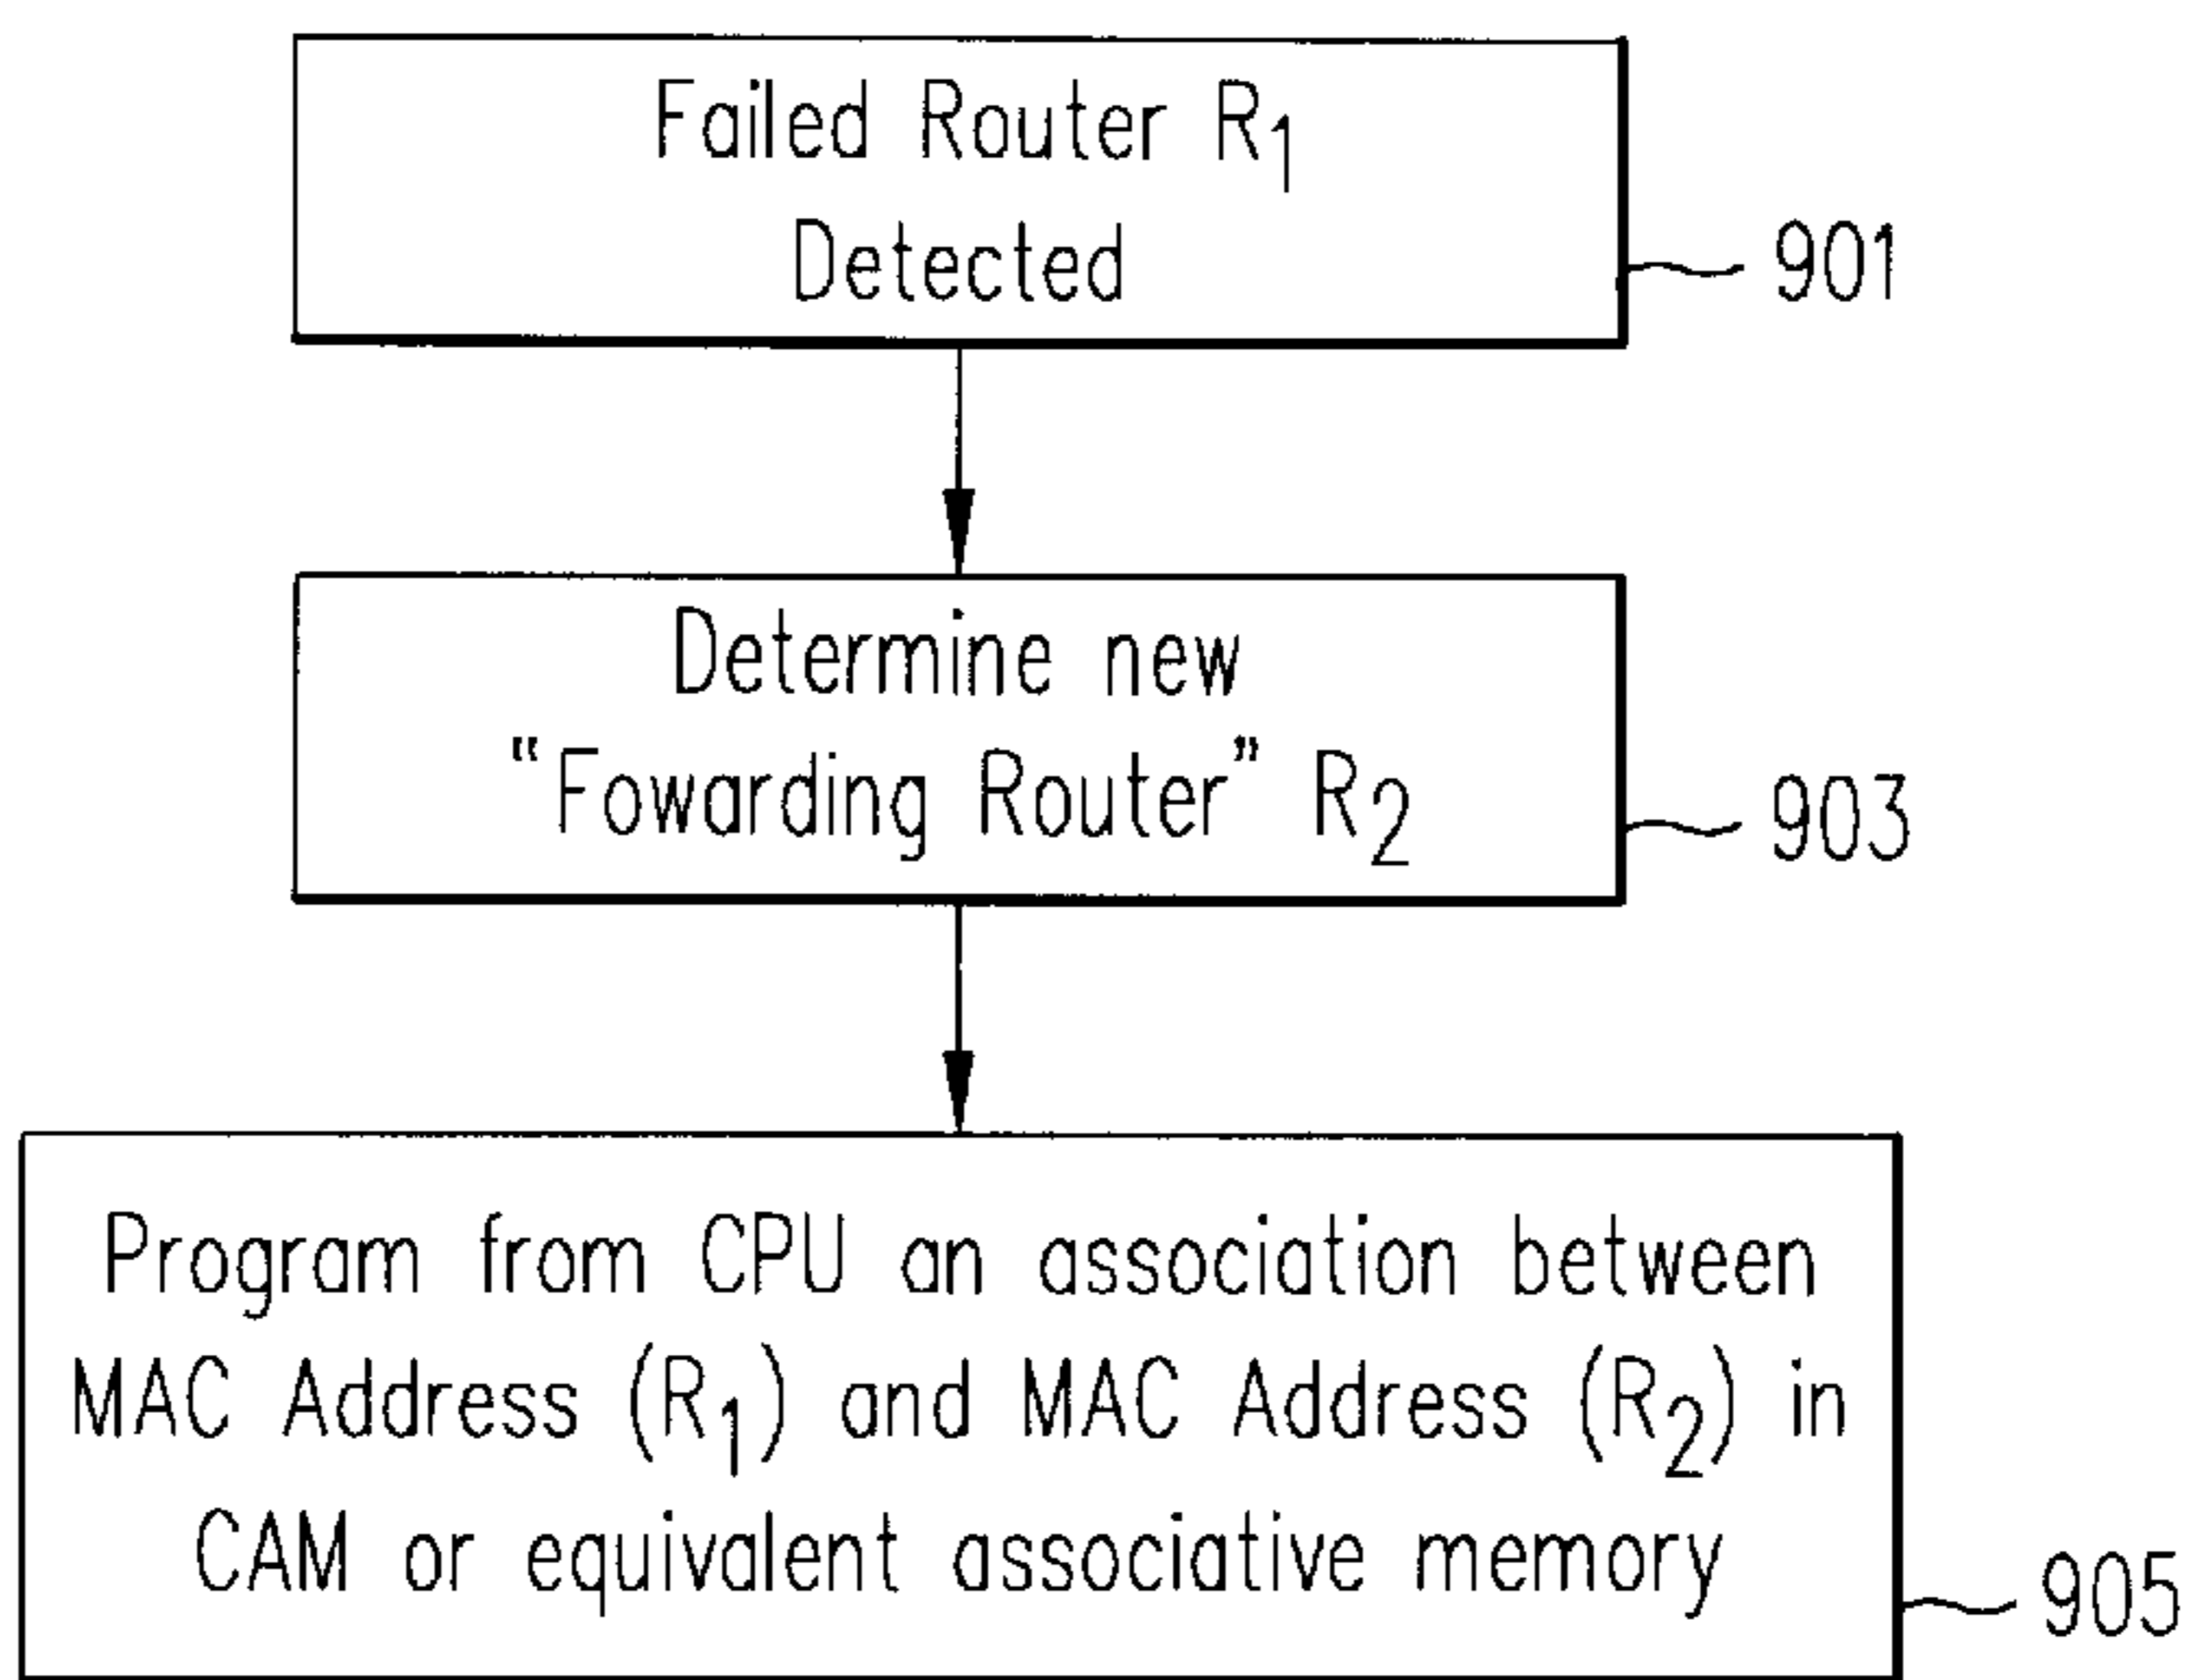 Failed Router R₁
Detected
901
Determine new
“Fowarding Router” R₂
903
Program from CPU an association between
MAC Address (R₁) and MAC Address (R₂) in
CAM or equivalent associative memory
905